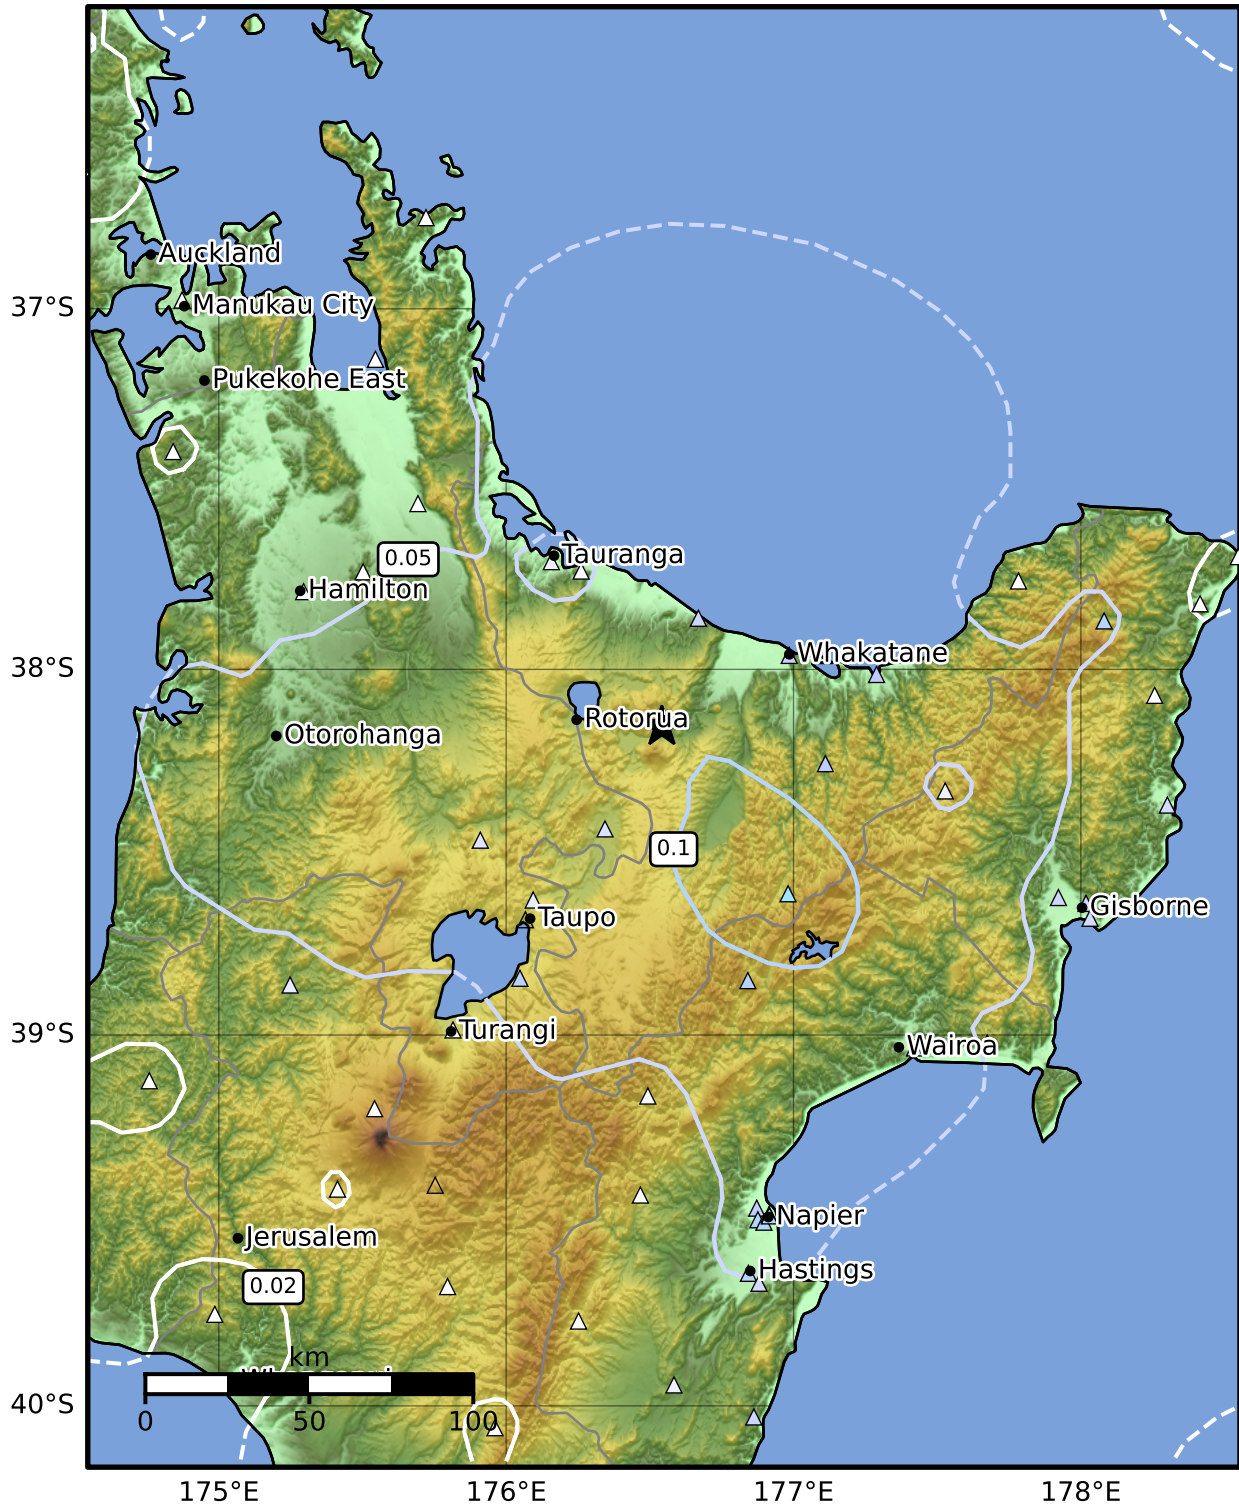 Auckland
Manukau City
37°S
Pukekohe East
0.05
Tauranga
Hamilton
Whakatane
38°S
Rotorua
Otorohanga
0.1
Gisborne
Taupo
Turangi
39°S
Wairoa
Napier
Jerusalem
Hastings
0.02
km
40°S
0
50
100
175°E
176°E
177°E
178°E